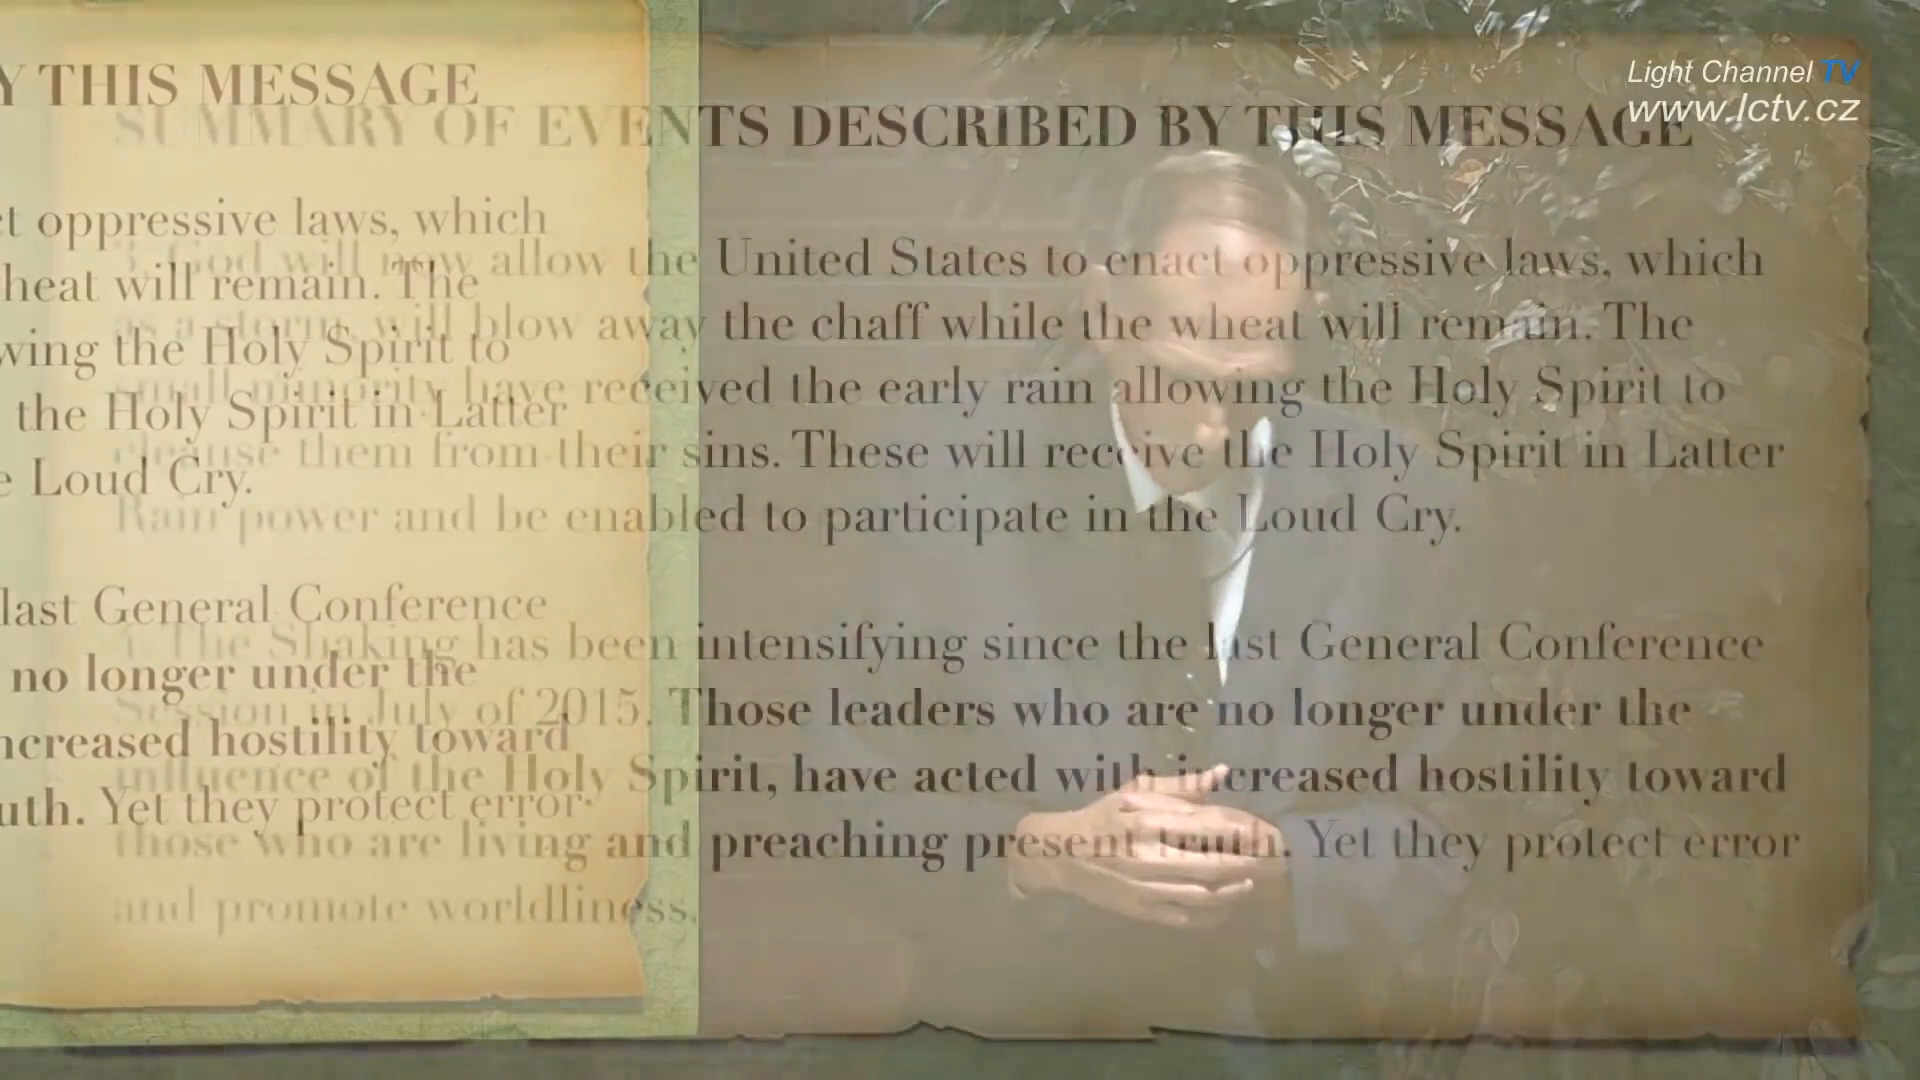 Light Channel TV
www.lctv.cz
Y THIS MESSAGE
ct oppressive laws, which
heat will remain. The
wing the Holy Spirit to
the Holy Spirit in Latter
e Loud Cry.
last General Conference
no longer under the
ncreased hostility toward
uth. Yet they protect error
SUMMARY OF EVENTS DESCRIBED BY THIS MESSAGE
3. God will now allow the United States to enact oppressive laws, which
as a storm, will blow away the chaff while the wheat will remain. The
small minority have received the early rain allowing the Holy Spirit to
cleanse them from their sins. These will receive the Holy Spirit in Latter
Rain power and be enabled to participate in the Loud Cry.
4. The Shaking has been intensifying since the last General Conference
Session in July of 2015. Those leaders who are no longer under the
influence of the Holy Spirit, have acted with increased hostility toward
those who are living and preaching present truth. Yet they protect error
and promote worldliness.